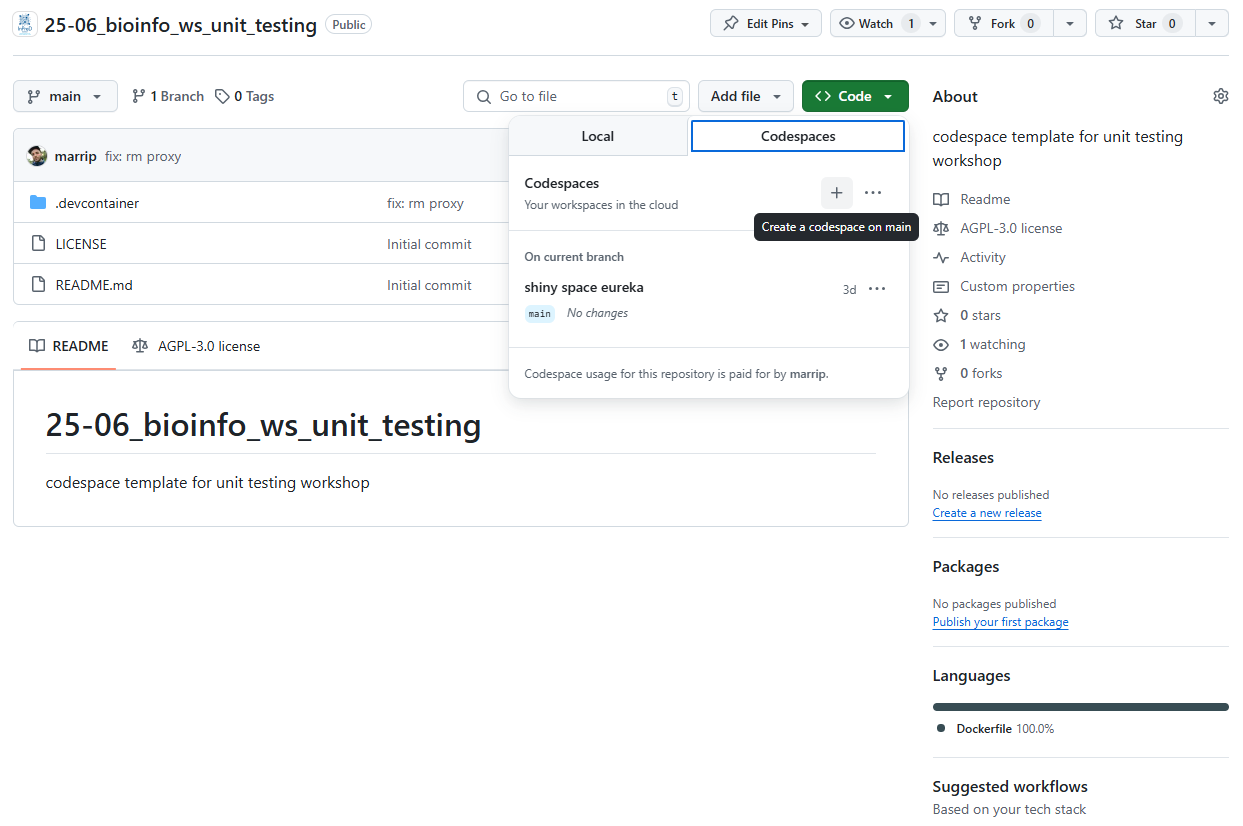 25-06_bioinfo_ws_unit_testing Public
Edit Pins Watch 1 Fork 0 Star 0
main 1 Branch 0 Tags
Go to file t
Add file
Code
Local Codespaces
Codespaces
Your workspaces in the cloud
Create a codespace on main
On current branch
shiny space eureka 3d
main No changes
Codespace usage for this repository is paid for by marrip.
marrip fix: rm proxy
.devcontainer fix: rm proxy
LICENSE Initial commit
README.md Initial commit
README AGPL-3.0 license
25-06_bioinfo_ws_unit_testing
codespace template for unit testing workshop
About
codespace template for unit testing
workshop
Readme
AGPL-3.0 license
Activity
Custom properties
0 stars
1 watching
0 forks
Report repository
Releases
No releases published
Create a new release
Packages
No packages published
Publish your first package
Languages
Dockerfile 100.0%
Suggested workflows
Based on your tech stack